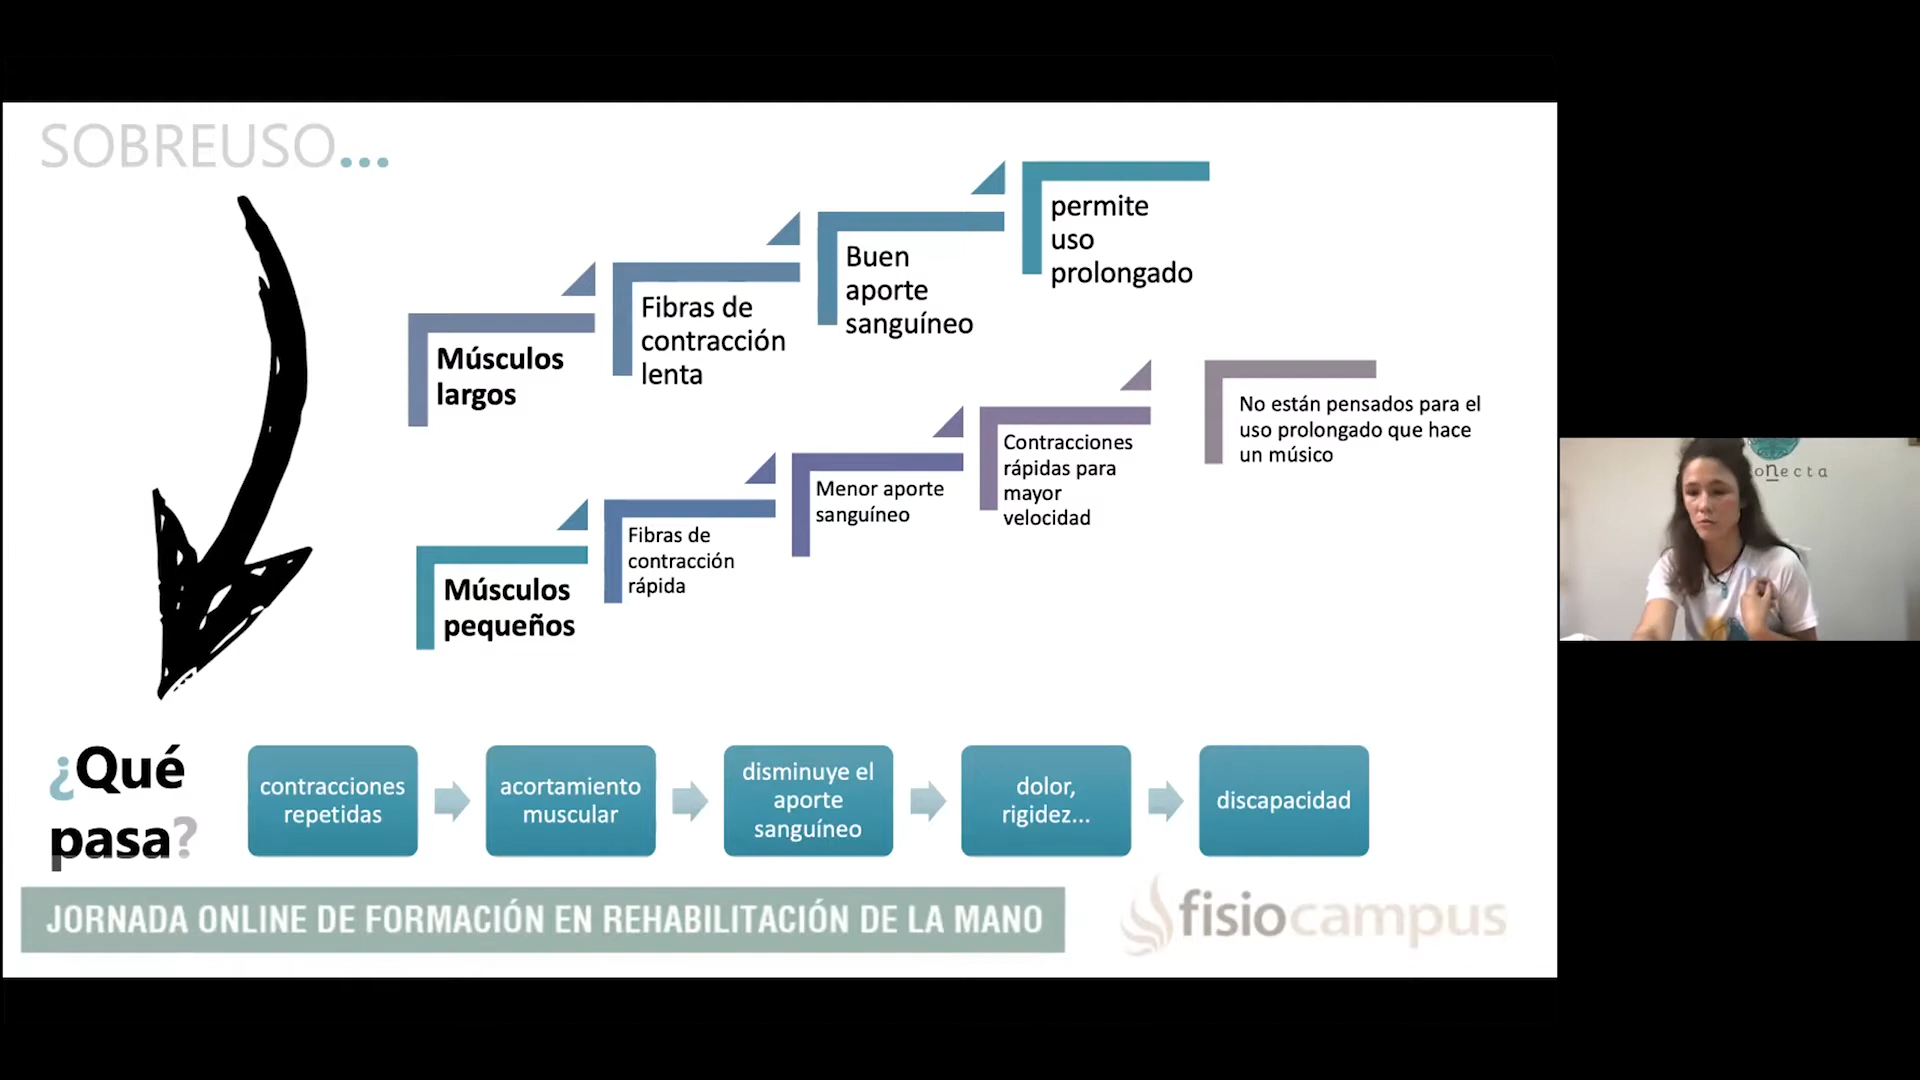 SOBREUSO...
Músculos
largos
Fibras de
contracción
lenta
Buen
aporte
sanguíneo
permite
uso
prolongado
Músculos
pequeños
Fibras de
contracción
rápida
Menor aporte
sanguíneo
Contracciones
rápidas para
mayor
velocidad
No están pensados para el
uso prolongado que hace
un músico
onecta
¿Qué
pasa?
contracciones
repetidas
acortamiento
muscular
disminuye el
aporte
sanguíneo
dolor,
rigidez...
discapacidad
JORNADA ONLINE DE FORMACIÓN EN REHABILITACIÓN DE LA MANO
fisiocampus